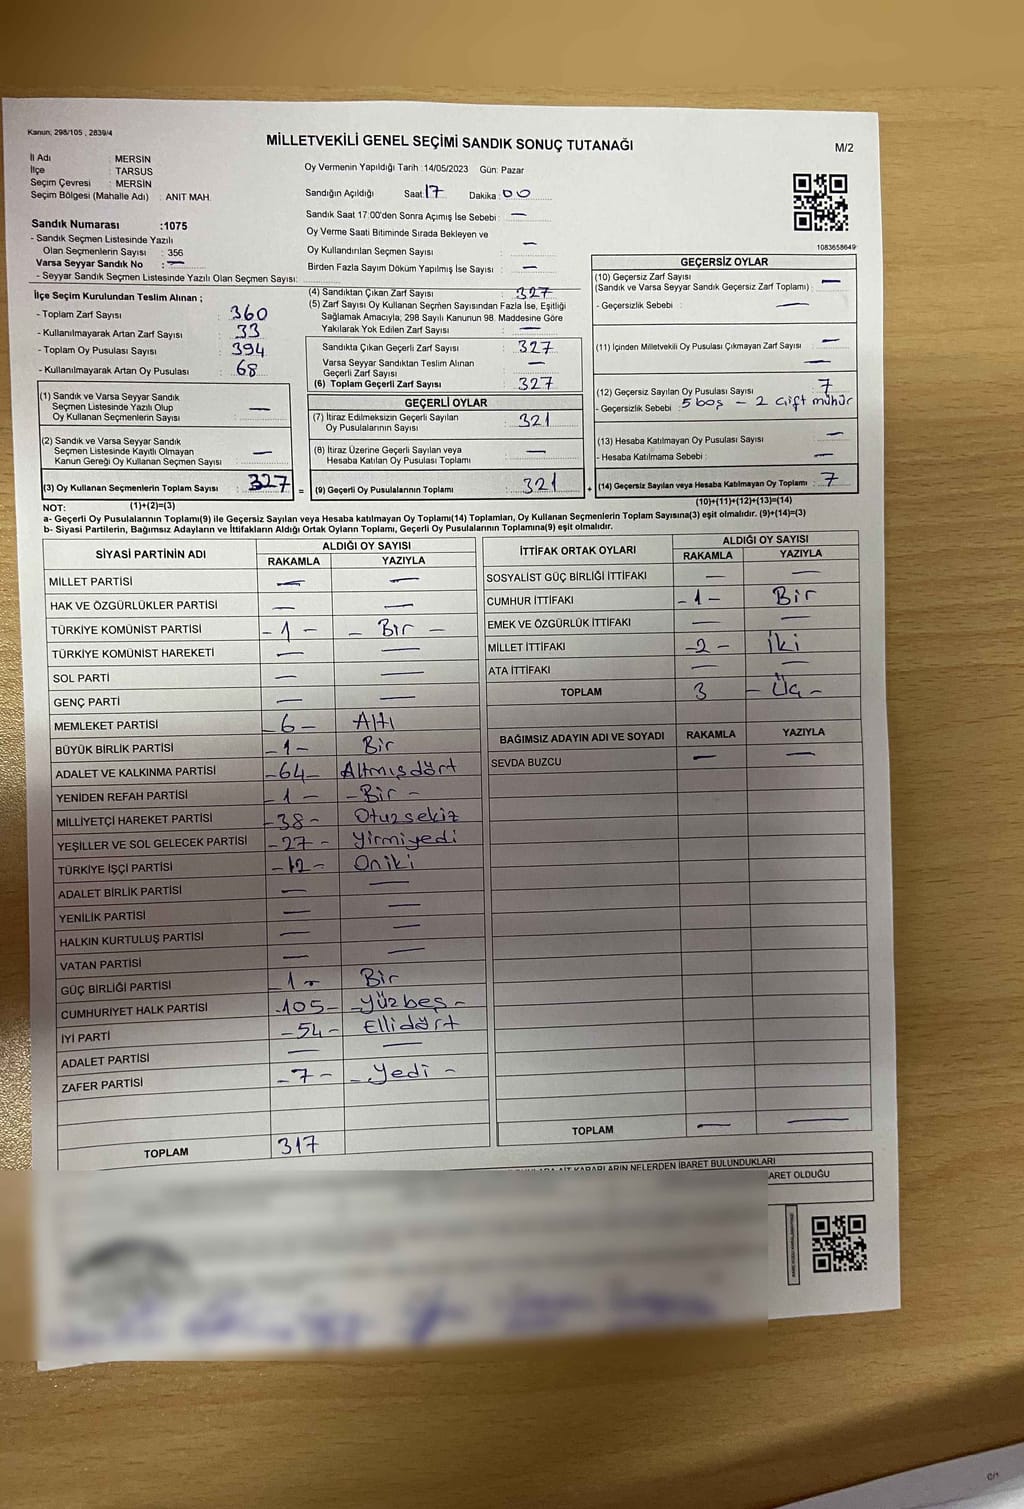 Kanun; 298/105 , 2839/4
MİLLETVEKİLİ GENEL SEÇİMİ SANDIK SONUÇ TUTANAĞI
M/2
İl Adı : MERSİN
İlçe : TARSUS
Seçim Çevresi : MERSİN
Seçim Bölgesi (Mahalle Adı) : ANIT MAH.
Oy Vermenin Yapıldığı Tarih : 14/05/2023 Gün: Pazar
Sandığın Açıldığı Saat: 17 Dakika : 00
Sandık Saat 17:00'den Sonra Açımış İse Sebebi : —
Oy Verme Saati Bitiminde Sırada Bekleyen ve
Oy Kullandırılan Seçmen Sayısı —
Birden Fazla Sayım Döküm Yapılmış İse Sayısı : —
1083658649
Sandık Numarası :1075
- Sandık Seçmen Listesinde Yazılı
Olan Seçmenlerin Sayısı : 356
Varsa Seyyar Sandık No : —
- Seyyar Sandık Seçmen Listesinde Yazılı Olan Seçmen Sayısı:
İlçe Seçim Kurulundan Teslim Alınan ;
- Toplam Zarf Sayısı : 360
- Kullanılmayarak Artan Zarf Sayısı : 33
- Toplam Oy Pusulası Sayısı : 394
- Kullanılmayarak Artan Oy Pusulası : 68
(1) Sandık ve Varsa Seyyar Sandık
Seçmen Listesinde Yazılı Olup
Oy Kullanan Seçmenlerin Sayısı : —
(2) Sandık ve Varsa Seyyar Sandık
Seçmen Listesinde Kayıtlı Olmayan
Kanun Gereği Oy Kullanan Seçmen Sayısı : —
(3) Oy Kullanan Seçmenlerin Toplam Sayısı : 327 =
(4) Sandıktan Çıkan Zarf Sayısı : 327
(5) Zarf Sayısı Oy Kullanan Seçmen Sayısından Fazla İse, Eşitliği
Sağlamak Amacıyla; 298 Sayılı Kanunun 98. Maddesine Göre
Yakılarak Yok Edilen Zarf Sayısı : —
Sandıkta Çıkan Geçerli Zarf Sayısı : 327
Varsa Seyyar Sandıktan Teslim Alınan
Geçerli Zarf Sayısı : —
(6) Toplam Geçerli Zarf Sayısı : 327
GEÇERLİ OYLAR
(7) İtiraz Edilmeksizin Geçerli Sayılan
Oy Pusulalarının Sayısı : 321
(8) İtiraz Üzerine Geçerli Sayılan veya
Hesaba Katılan Oy Pusulası Toplamı : —
(9) Geçerli Oy Pusulalarının Toplamı : 321 +
GEÇERSİZ OYLAR
(10) Geçersiz Zarf Sayısı
(Sandık ve Varsa Seyyar Sandık Geçersiz Zarf Toplamı) : —
- Geçersizlik Sebebi : —
(11) İçinden Milletvekili Oy Pusulası Çıkmayan Zarf Sayısı : —
—
(12) Geçersiz Sayılan Oy Pusulası Sayısı : 7
- Geçersizlik Sebebi : 5 boş — 2 çift mühür
(13) Hesaba Katılmayan Oy Pusulası Sayısı : —
- Hesaba Katılmama Sebebi : —
(14) Geçersiz Sayılan veya Hesaba Katılmayan Oy Toplamı : 7
NOT: (1)+(2)=(3) (10)+(11)+(12)+(13)=(14)
a- Geçerli Oy Pusulalarının Toplamı(9) ile Geçersiz Sayılan veya Hesaba katılmayan Oy Toplamı(14) Toplamları, Oy Kullanan Seçmenlerin Toplam Sayısına(3) eşit olmalıdır. (9)+(14)=(3)
b- Siyasi Partilerin, Bağımsız Adayların ve İttifakların Aldığı Ortak Oyların Toplamı, Geçerli Oy Pusulalarının Toplamına(9) eşit olmalıdır.
SİYASİ PARTİNİN ADI ALDIĞI OY SAYISI
RAKAMLA YAZIYLA
MİLLET PARTİSİ — —
HAK VE ÖZGÜRLÜKLER PARTİSİ — —
TÜRKİYE KOMÜNİST PARTİSİ - 1 - - Bir -
TÜRKİYE KOMÜNİST HAREKETİ — —
SOL PARTİ — —
GENÇ PARTİ — —
MEMLEKET PARTİSİ - 6 - Altı
BÜYÜK BİRLİK PARTİSİ - 1 - Bir
ADALET VE KALKINMA PARTİSİ - 64 - Altmışdört
YENİDEN REFAH PARTİSİ - 1 - - Bir -
MİLLİYETÇİ HAREKET PARTİSİ - 38 - Otuzsekiz
YEŞİLLER VE SOL GELECEK PARTİSİ - 27 - Yirmiyedi
TÜRKİYE İŞÇİ PARTİSİ - 12 - Oniki
ADALET BİRLİK PARTİSİ — —
YENİLİK PARTİSİ — —
HALKIN KURTULUŞ PARTİSİ — —
VATAN PARTİSİ — —
GÜÇ BİRLİĞİ PARTİSİ - 1 - Bir
CUMHURİYET HALK PARTİSİ - 105 - - Yüzbeş -
İYİ PARTİ - 54 - Ellidört
ADALET PARTİSİ — —
ZAFER PARTİSİ - 7 - - Yedi -
TOPLAM 317
İTTİFAK ORTAK OYLARI ALDIĞI OY SAYISI
RAKAMLA YAZIYLA
SOSYALİST GÜÇ BİRLİĞİ İTTİFAKI — —
CUMHUR İTTİFAKI - 1 - Bir
EMEK VE ÖZGÜRLÜK İTTİFAKI — —
MİLLET İTTİFAKI - 2 - İki
ATA İTTİFAKI — —
TOPLAM 3 - Üç -
BAĞIMSIZ ADAYIN ADI VE SOYADI RAKAMLA YAZIYLA
SEVDA BUZCU — —
TOPLAM — —
KARARLARIN NELERDEN İBARET BULUNDUKLARI
ARET OLDUĞU